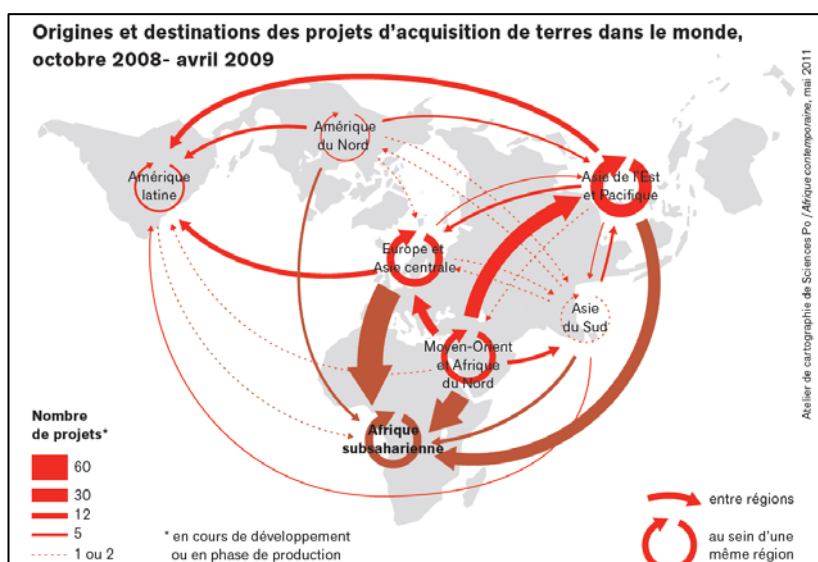 Origines et destinations des projets d'acquisition de terres dans le monde,
octobre 2008- avril 2009
Amérique
du Nord
Amérique
latine
Asie de l'Est
et Pacifique
Europe et
Asie centrale
Asie
du Sud
Moyen-Orient
et Afrique
du Nord
Afrique
subsaharienne
Nombre
de projets*
60
30
12
5
1 ou 2
* en cours de développement
ou en phase de production
entre régions
au sein d'une
même région
Atelier de cartographie de Sciences Po / Afrique contemporaine, mai 2011